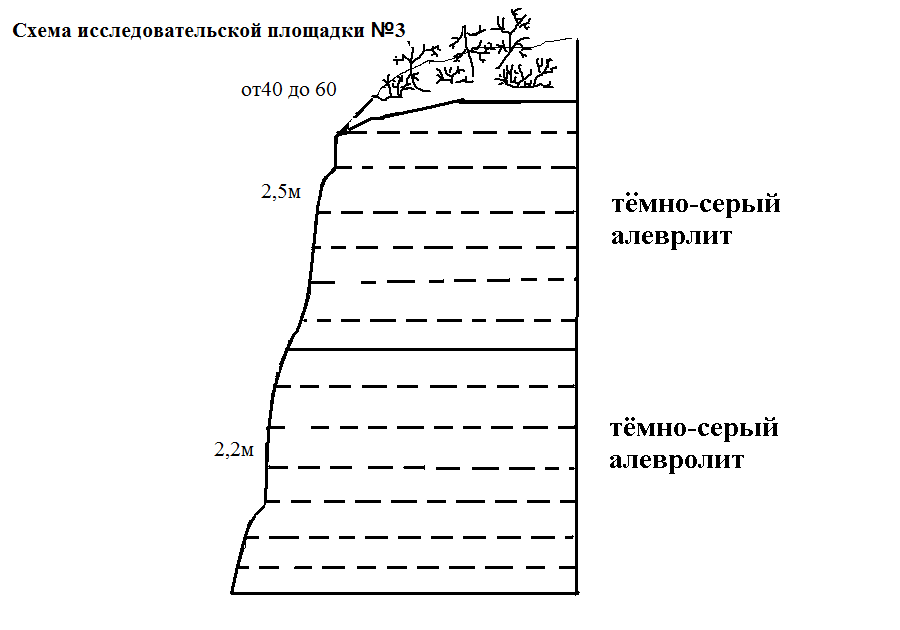 Схема исследовательской площадки №3
от40 до 60
2,5м
тёмно-серый
алеврлит
2,2м
тёмно-серый
алевролит